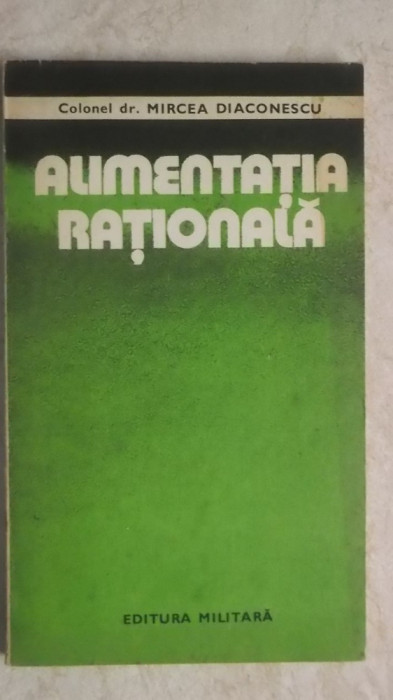 Colonel dr. MIRCEA DIACONESCU
ALIMENTAȚIA
RAȚIONALĂ
EDITURA MILITARĂ